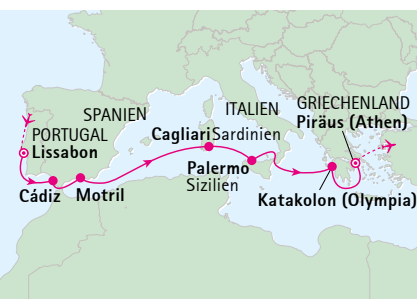 SPANIEN
PORTUGAL
Lissabon
Cádiz
Motril
ITALIEN
Cagliari Sardinien
Palermo
Sizilien
GRIECHENLAND
Piräus (Athen)
Katakolon (Olympia)